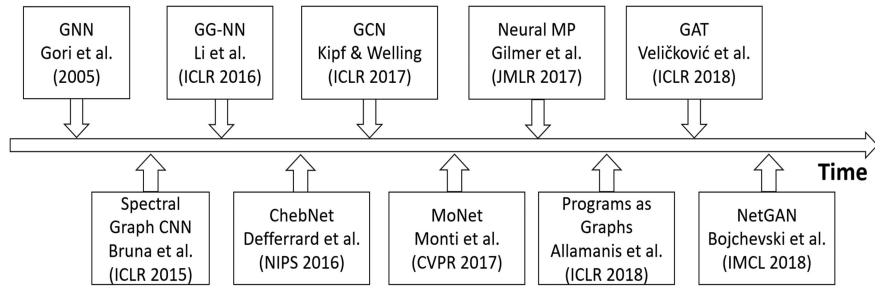 GNN
Gori et al.
(2005)
GG-NN
Li et al.
(ICLR 2016)
GCN
Kipf & Welling
(ICLR 2017)
Neural MP
Gilmer et al.
(JMLR 2017)
GAT
Veličković et al.
(ICLR 2018)
Time
Spectral
Graph CNN
Bruna et al.
(ICLR 2015)
ChebNet
Defferrard et al.
(NIPS 2016)
MoNet
Monti et al.
(CVPR 2017)
Programs as
Graphs
Allamanis et al.
(ICLR 2018)
NetGAN
Bojchevski et al.
(IMCL 2018)